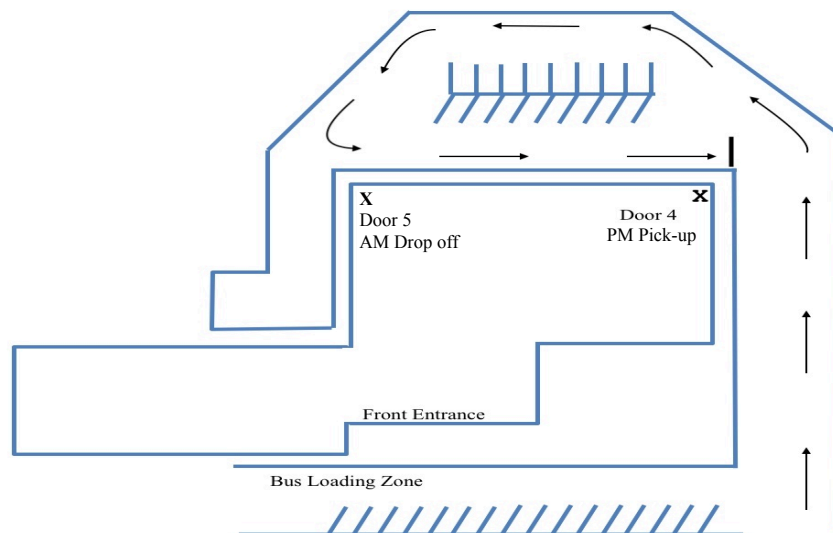 X
Door 5
AM Drop off
X
Door 4
PM Pick-up
Front Entrance
Bus Loading Zone